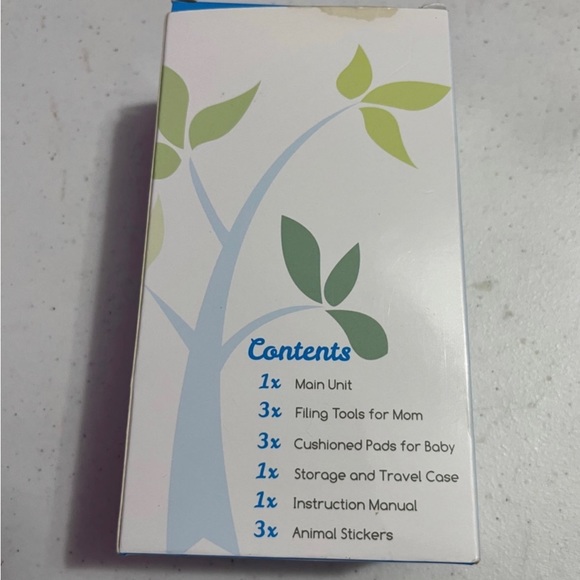 Contents
1x Main Unit
3x Filing Tools for Mom
3x Cushioned Pads for Baby
1x Storage and Travel Case
1x Instruction Manual
3x Animal Stickers